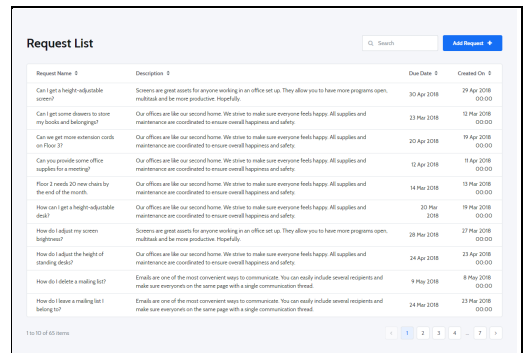 Request List
Search
Add Request +
Request Name Description Due Date Created On
Can I get a height-adjustable Screens are great assets for anyone working in an office set up. They allow you to have more programs open, 30 Apr 2018 29 Apr 2018
screen? multitask and be more productive. Hopefully. 00:00
Can I get some drawers to store Our offices are like our second home. We strive to make sure everyone feels happy. All supplies and 23 Mar 2018 12 Mar 2018
my books and belongings? maintenance are coordinated to ensure overall happiness and safety. 00:00
Can we get more extension cords Our offices are like our second home. We strive to make sure everyone feels happy. All supplies and 20 Apr 2018 19 Apr 2018
on Floor 3? maintenance are coordinated to ensure overall happiness and safety. 00:00
Can you provide some office Our offices are like our second home. We strive to make sure everyone feels happy. All supplies and 12 Apr 2018 11 Apr 2018
supplies for a meeting? maintenance are coordinated to ensure overall happiness and safety. 00:00
Floor 2 needs 20 new chairs by Our offices are like our second home. We strive to make sure everyone feels happy. All supplies and 14 Mar 2018 13 Mar 2018
the end of the month. maintenance are coordinated to ensure overall happiness and safety. 00:00
How can I get a height-adjustable Our offices are like our second home. We strive to make sure everyone feels happy. All supplies and 20 Mar 19 Mar 2018
desk? maintenance are coordinated to ensure overall happiness and safety. 2018 00:00
How do I adjust my screen Screens are great assets for anyone working in an office set up. They allow you to have more programs open, 28 Mar 2018 27 Mar 2018
brightness? multitask and be more productive. Hopefully. 00:00
How do I adjust the height of Our offices are like our second home. We strive to make sure everyone feels happy. All supplies and 24 Apr 2018 23 Apr 2018
standing desks? maintenance are coordinated to ensure overall happiness and safety. 00:00
How do I delete a mailing list? Emails are one of the most convenient ways to communicate. You can easily include several recipients and 9 May 2018 8 May 2018
make sure everyone's on the same page with a single communication thread. 00:00
How do I leave a mailing list I Emails are one of the most convenient ways to communicate. You can easily include several recipients and 24 Mar 2018 23 Mar 2018
belong to? make sure everyone's on the same page with a single communication thread. 00:00
1 to 10 of 65 items < 1 2 3 4 ... 7 >